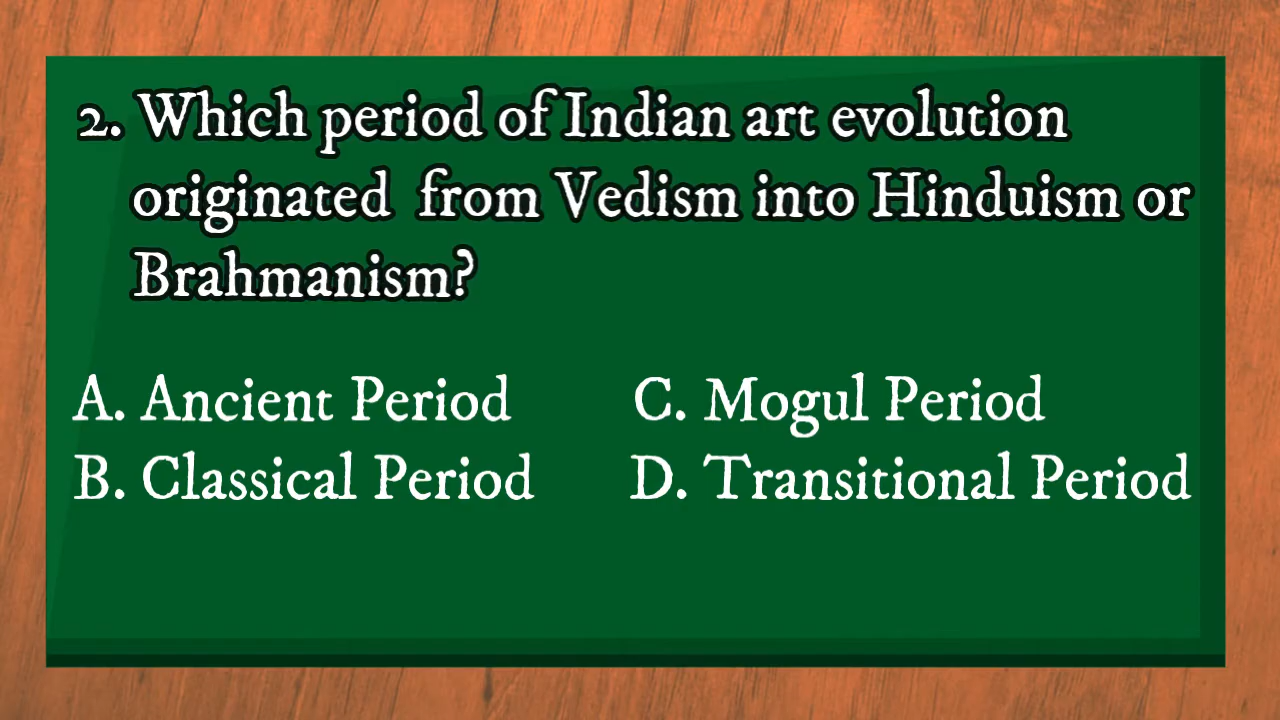 2. Which period of Indian art evolution
originated from Vedism into Hinduism or
Brahmanism?
A. Ancient Period
B. Classical Period
C. Mogul Period
D. Transitional Period